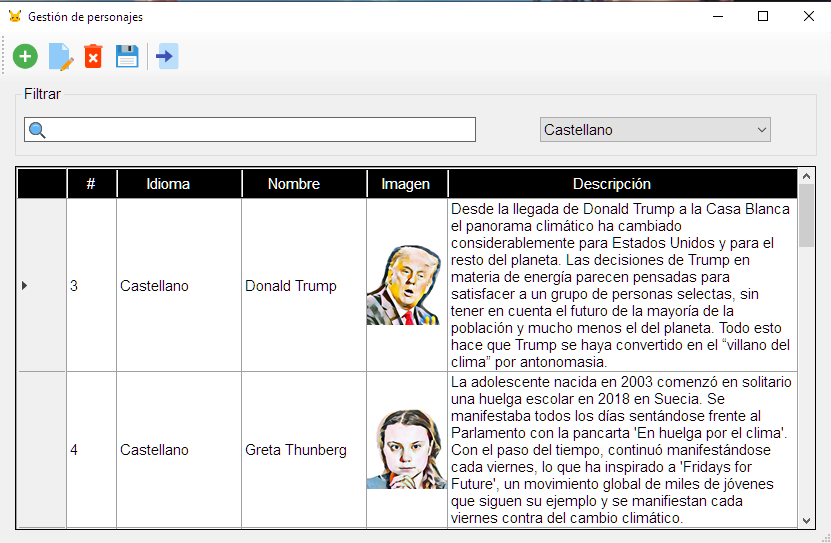 Gestión de personajes
Filtrar
Castellano
# Idioma Nombre Imagen Descripción
3 Castellano Donald Trump
Desde la llegada de Donald Trump a la Casa Blanca
el panorama climático ha cambiado
considerablemente para Estados Unidos y para el
resto del planeta. Las decisiones de Trump en
materia de energía parecen pensadas para
satisfacer a un grupo de personas selectas, sin
tener en cuenta el futuro de la mayoría de la
población y mucho menos el del planeta. Todo esto
hace que Trump se haya convertido en el “villano del
clima” por antonomasia.
4 Castellano Greta Thunberg
La adolescente nacida en 2003 comenzó en solitario
una huelga escolar en 2018 en Suecia. Se
manifestaba todos los días sentándose frente al
Parlamento con la pancarta 'En huelga por el clima'.
Con el paso del tiempo, continuó manifestándose
cada viernes, lo que ha inspirado a 'Fridays for
Future', un movimiento global de miles de jóvenes
que siguen su ejemplo y se manifiestan cada
viernes contra del cambio climático.